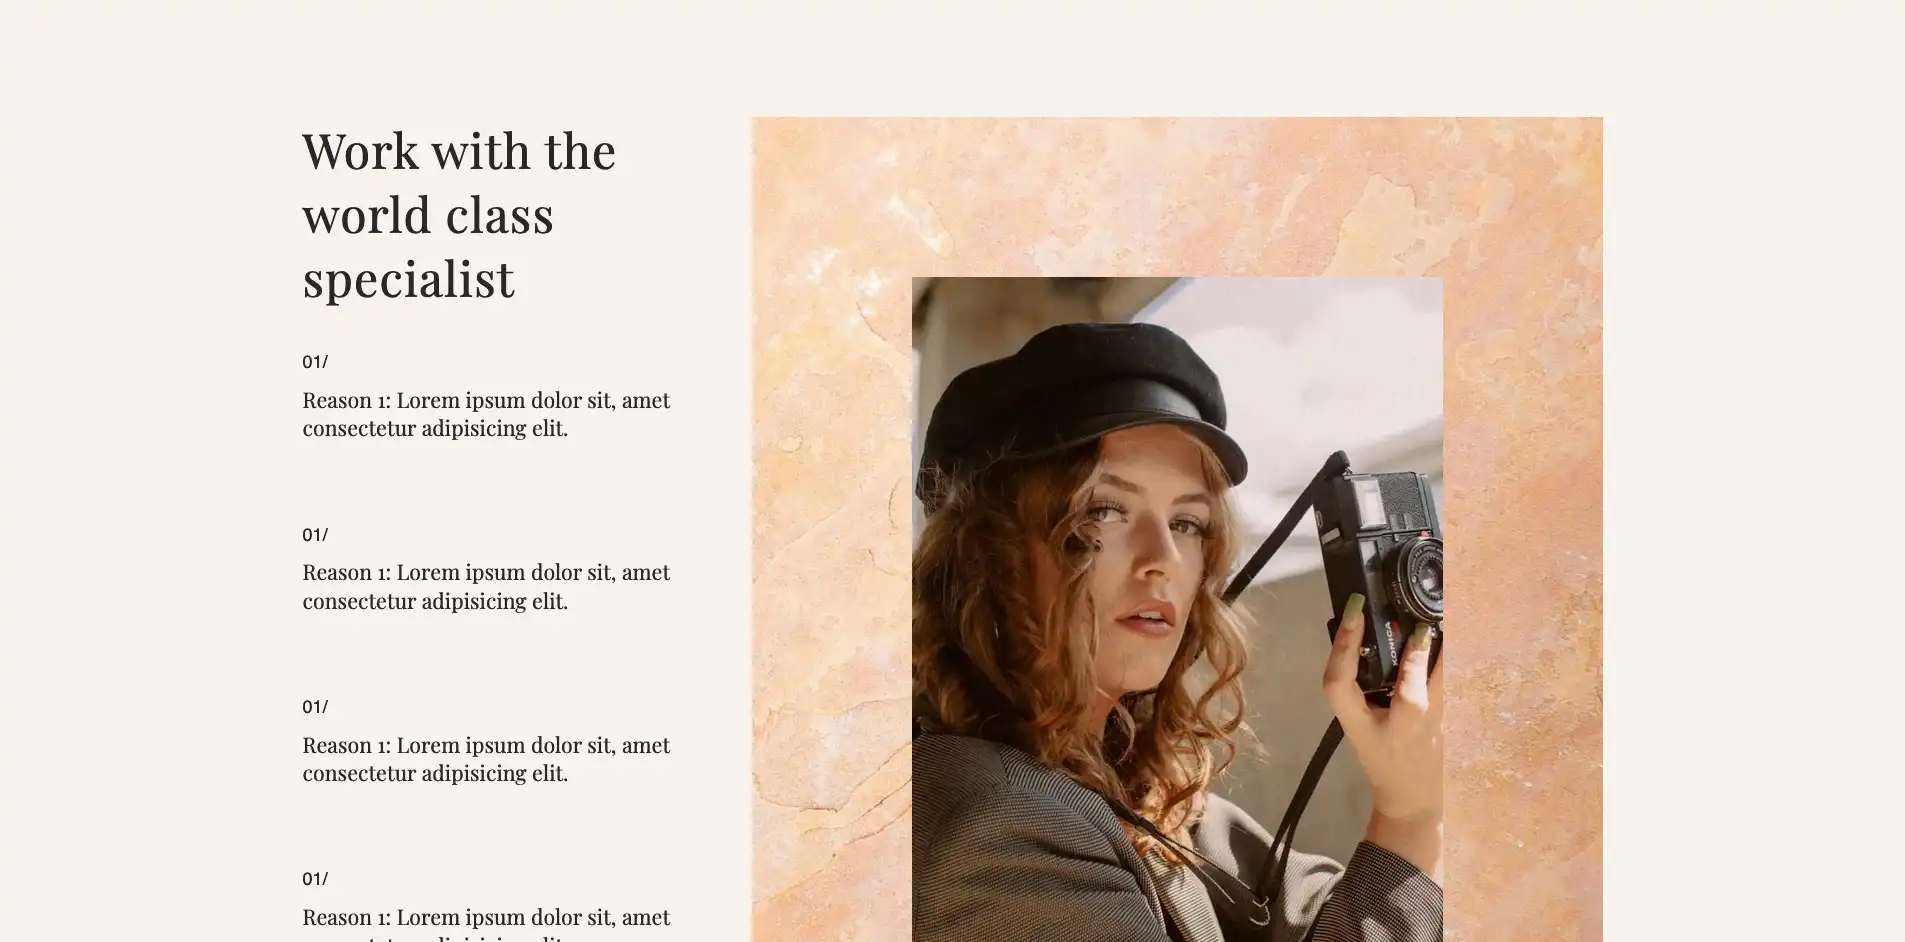 Work with the
world class
specialist
01/
Reason 1: Lorem ipsum dolor sit, amet
consectetur adipisicing elit.
01/
Reason 1: Lorem ipsum dolor sit, amet
consectetur adipisicing elit.
01/
Reason 1: Lorem ipsum dolor sit, amet
consectetur adipisicing elit.
01/
Reason 1: Lorem ipsum dolor sit, amet
KONICA